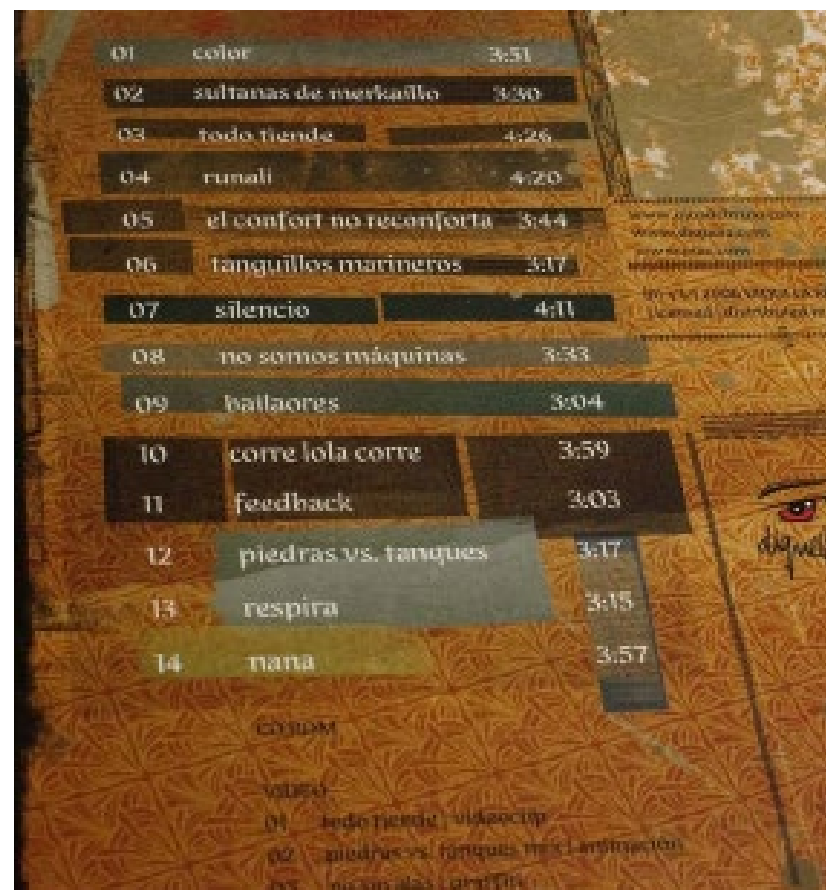 01 color 3:51
02 sultanas de merkaíllo 3:30
03 todo tiende 4:26
04 runali 4:20
05 el confort no reconforta 3:44
06 tanguillos marineros 3:17
07 silencio 4:11
08 no somos máquinas 3:33
09 bailaores 3:04
10 corre lola corre 3:59
11 feedback 3:03
12 piedras vs. tanques 3:17
13 respira 3:15
14 nana 3:57
CD ROM
VIDEO
01 todo tiende | videoclip
02 piedras vs. tanques
03